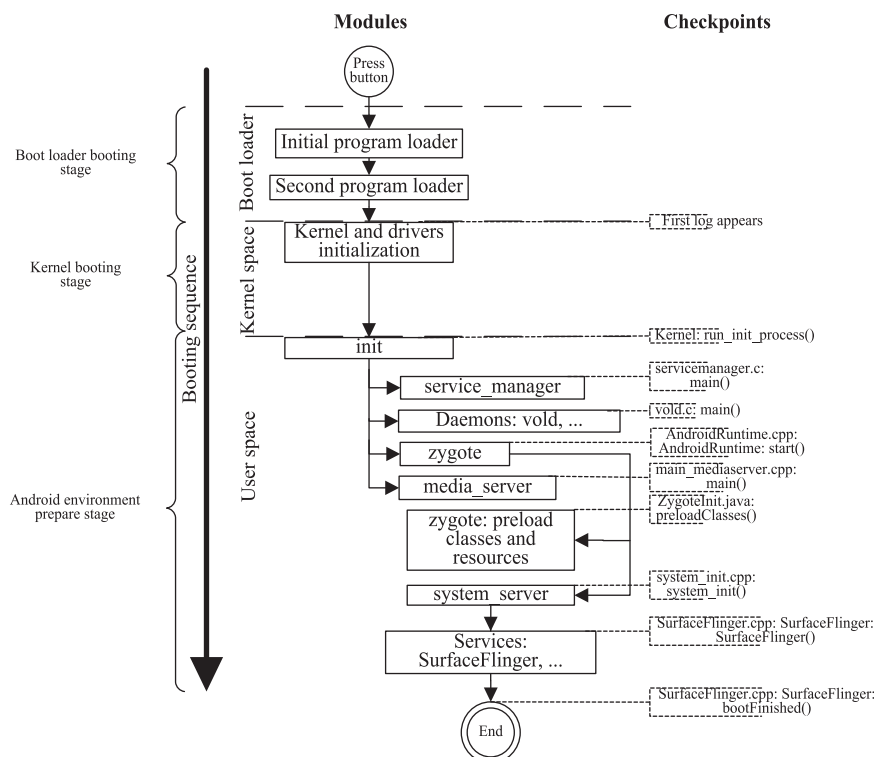 Modules
Checkpoints
Press
button
Boot loader booting
stage
Boot loader
Initial program loader
Second program loader
First log appears
Kernel and drivers
initialization
Kernel booting
stage
Kernel space
Booting sequence
Kernel: run_init_process()
init
servicemanager.c:
main()
service_manager
vold.c: main()
Daemons: vold, ...
AndroidRuntime.cpp:
AndroidRuntime: start()
zygote
User space
main_mediaserver.cpp:
main()
media_server
Android environment
prepare stage
ZygoteInit.java:
preloadClasses()
zygote: preload
classes and
resources
system_init.cpp:
system_init()
system_server
SurfaceFlinger.cpp: SurfaceFlinger:
SurfaceFlinger()
Services:
SurfaceFlinger, ...
SurfaceFlinger.cpp: SurfaceFlinger:
bootFinished()
End